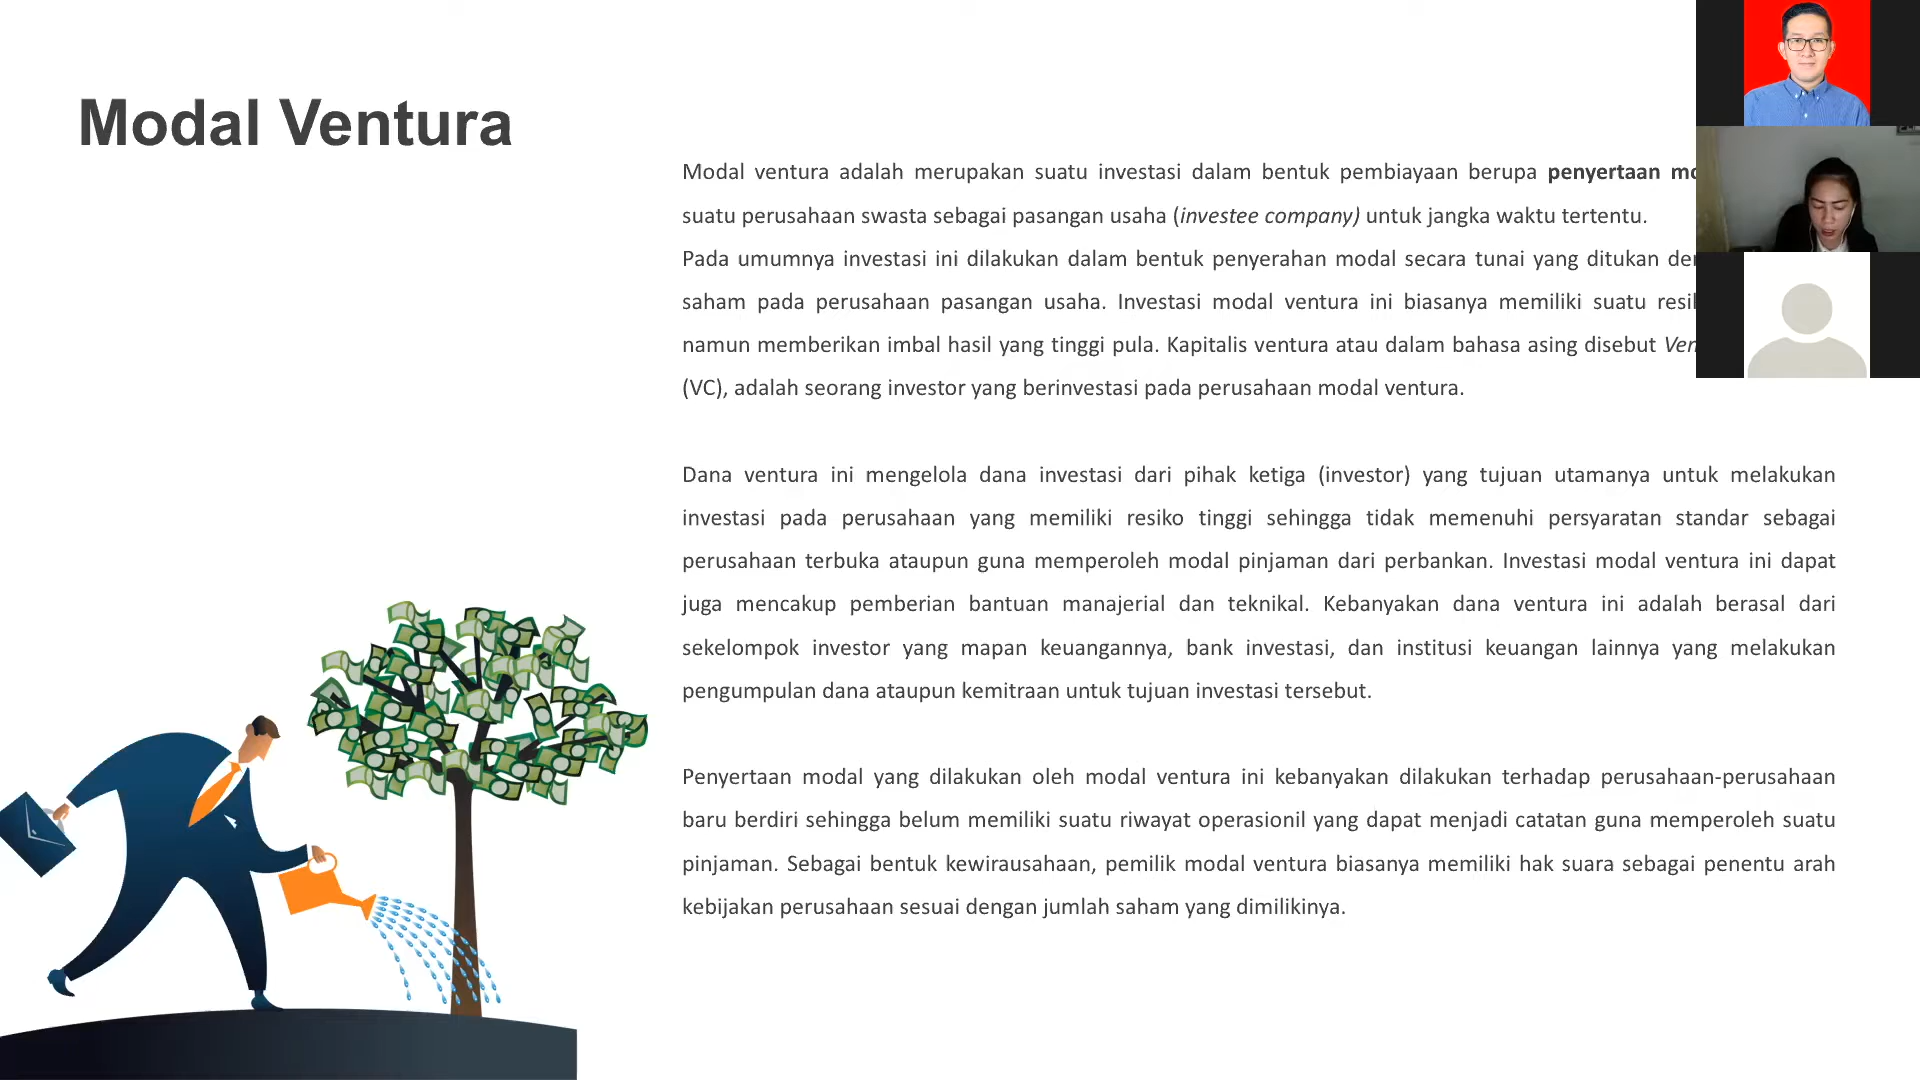 Modal Ventura
Modal ventura adalah merupakan suatu investasi dalam bentuk pembiayaan berupa penyertaan
suatu perusahaan swasta sebagai pasangan usaha (investee company) untuk jangka waktu tertentu.
Pada umumnya investasi ini dilakukan dalam bentuk penyerahan modal secara tunai yang ditukan
saham pada perusahaan pasangan usaha. Investasi modal ventura ini biasanya memiliki suatu
namun memberikan imbal hasil yang tinggi pula. Kapitalis ventura atau dalam bahasa asing disebut
(VC), adalah seorang investor yang berinvestasi pada perusahaan modal ventura.
Dana ventura ini mengelola dana investasi dari pihak ketiga (investor) yang tujuan utamanya untuk melakukan
investasi pada perusahaan yang memiliki resiko tinggi sehingga tidak memenuhi persyaratan standar sebagai
perusahaan terbuka ataupun guna memperoleh modal pinjaman dari perbankan. Investasi modal ventura ini dapat
juga mencakup pemberian bantuan manajerial dan teknikal. Kebanyakan dana ventura ini adalah berasal dari
sekelompok investor yang mapan keuangannya, bank investasi, dan institusi keuangan lainnya yang melakukan
pengumpulan dana ataupun kemitraan untuk tujuan investasi tersebut.
Penyertaan modal yang dilakukan oleh modal ventura ini kebanyakan dilakukan terhadap perusahaan-perusahaan
baru berdiri sehingga belum memiliki suatu riwayat operasionil yang dapat menjadi catatan guna memperoleh suatu
pinjaman. Sebagai bentuk kewirausahaan, pemilik modal ventura biasanya memiliki hak suara sebagai penentu arah
kebijakan perusahaan sesuai dengan jumlah saham yang dimilikinya.